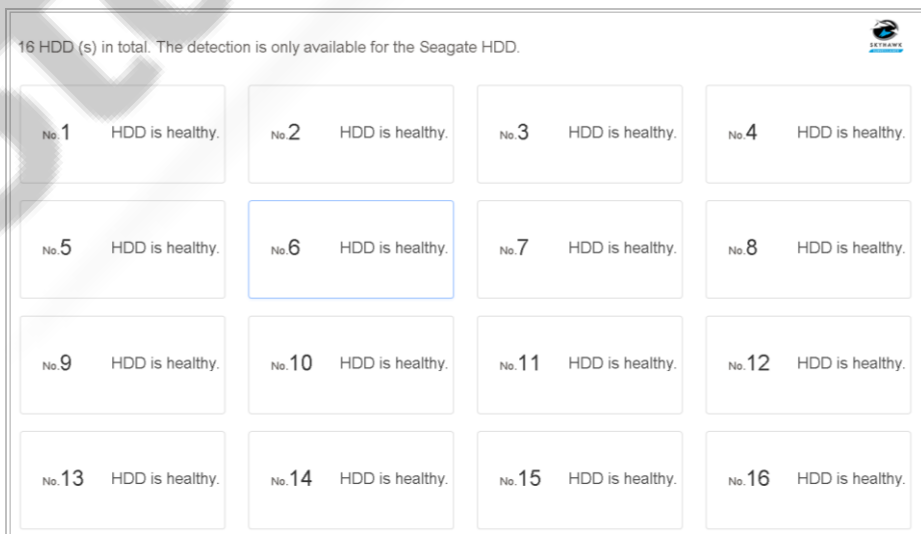 16 HDD (s) in total. The detection is only available for the Seagate HDD.
SKYHAWK
No.1 HDD is healthy.
No.2 HDD is healthy.
No.3 HDD is healthy.
No.4 HDD is healthy.
No.5 HDD is healthy.
No.6 HDD is healthy.
No.7 HDD is healthy.
No.8 HDD is healthy.
No.9 HDD is healthy.
No.10 HDD is healthy.
No.11 HDD is healthy.
No.12 HDD is healthy.
No.13 HDD is healthy.
No.14 HDD is healthy.
No.15 HDD is healthy.
No.16 HDD is healthy.